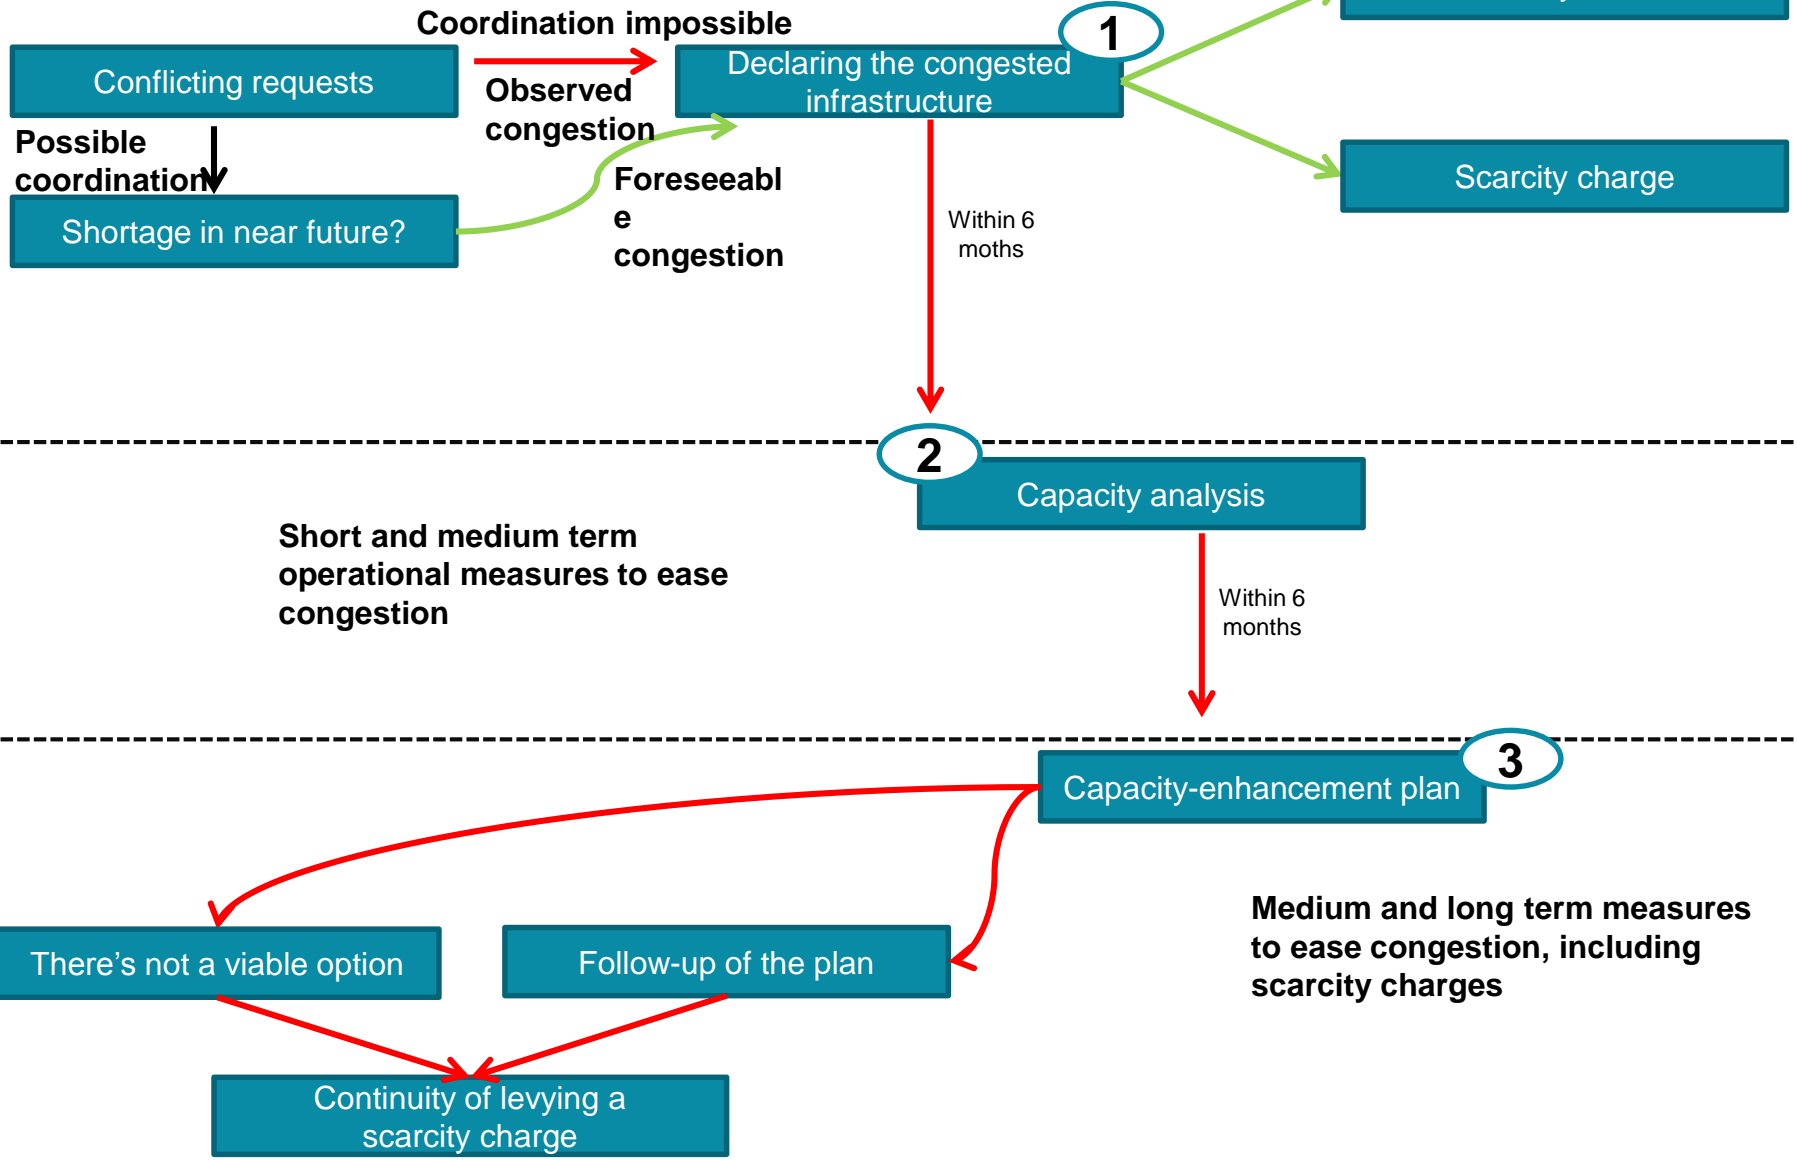 Coordination impossible
1
Conflicting requests
Declaring the congested
infrastructure
Observed
congestion
Possible
coordination
Foreseeabl
e
congestion
Scarcity charge
Shortage in near future?
Within 6
moths
2
Capacity analysis
Short and medium term
operational measures to ease
congestion
Within 6
months
3
Capacity-enhancement plan
Medium and long term measures
to ease congestion, including
scarcity charges
There's not a viable option
Follow-up of the plan
Continuity of levying a
scarcity charge